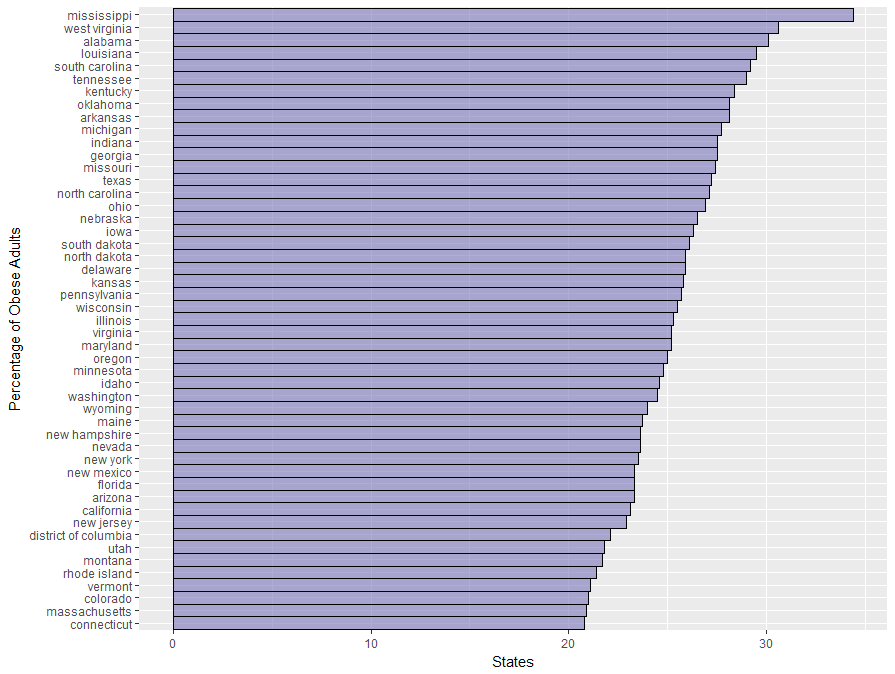 mississippi
west virginia
alabama
louisiana
south carolina
tennessee
kentucky
oklahoma
arkansas
michigan
indiana
georgia
missouri
texas
north carolina
ohio
nebraska
iowa
south dakota
north dakota
delaware
kansas
pennsylvania
wisconsin
illinois
virginia
maryland
oregon
minnesota
idaho
washington
wyoming
maine
new hampshire
nevada
new york
new mexico
florida
arizona
california
new jersey
district of columbia
utah
montana
rhode island
vermont
colorado
massachusetts
connecticut
Percentage of Obese Adults
0 10 20 30
States